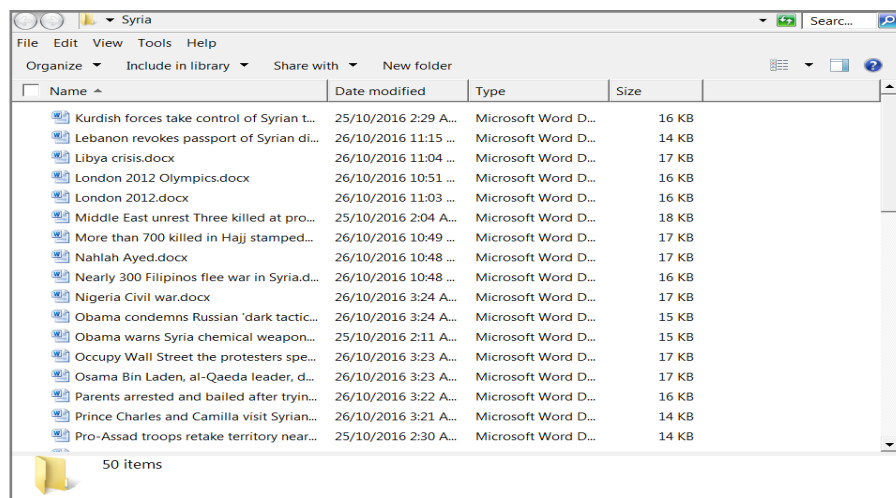 Syria Searc...
File Edit View Tools Help
Organize Include in library Share with New folder
Name Date modified Type Size
Kurdish forces take control of Syrian t... 25/10/2016 2:29 A... Microsoft Word D... 16 KB
Lebanon revokes passport of Syrian di... 26/10/2016 11:15 ... Microsoft Word D... 14 KB
Libya crisis.docx 26/10/2016 11:04 ... Microsoft Word D... 17 KB
London 2012 Olympics.docx 26/10/2016 10:51 ... Microsoft Word D... 16 KB
London 2012.docx 26/10/2016 11:03 ... Microsoft Word D... 16 KB
Middle East unrest Three killed at pro... 25/10/2016 2:04 A... Microsoft Word D... 18 KB
More than 700 killed in Hajj stamped... 26/10/2016 10:49 ... Microsoft Word D... 17 KB
Nahlah Ayed.docx 26/10/2016 10:48 ... Microsoft Word D... 17 KB
Nearly 300 Filipinos flee war in Syria.d... 26/10/2016 10:48 ... Microsoft Word D... 16 KB
Nigeria Civil war.docx 26/10/2016 3:24 A... Microsoft Word D... 17 KB
Obama condemns Russian 'dark tactic... 26/10/2016 3:24 A... Microsoft Word D... 15 KB
Obama warns Syria chemical weapon... 25/10/2016 2:11 A... Microsoft Word D... 15 KB
Occupy Wall Street the protesters spe... 26/10/2016 3:23 A... Microsoft Word D... 17 KB
Osama Bin Laden, al-Qaeda leader, d... 26/10/2016 3:23 A... Microsoft Word D... 17 KB
Parents arrested and bailed after tryin... 26/10/2016 3:22 A... Microsoft Word D... 16 KB
Prince Charles and Camilla visit Syrian... 26/10/2016 3:21 A... Microsoft Word D... 14 KB
Pro-Assad troops retake territory near... 25/10/2016 2:30 A... Microsoft Word D... 14 KB
50 items